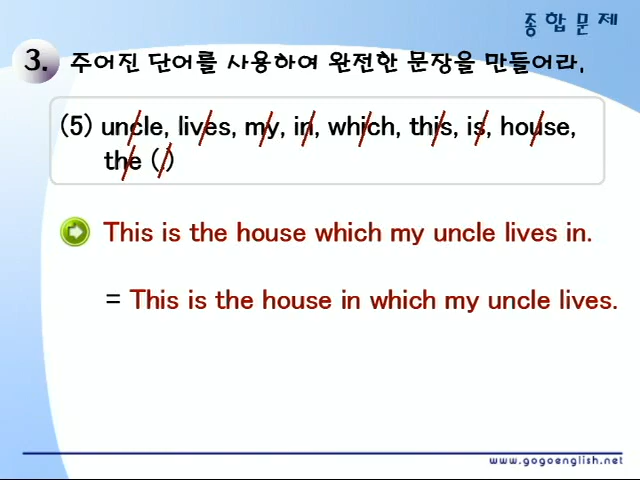 종합문제
3. 주어진 단어를 사용하여 완전한 문장을 만들어라.
(5) uncle, lives, my, in, which, this, is, house,
the (.)
This is the house which my uncle lives in.
= This is the house in which my uncle lives.
www.gogoenglish.net